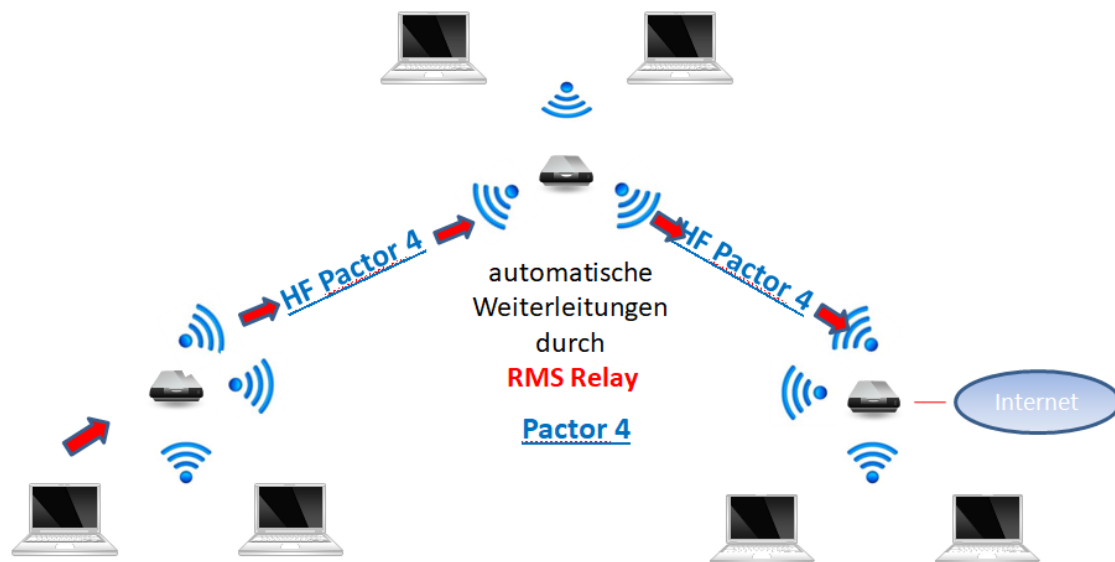 HF Pactor 4
HF Pactor 4
automatische
Weiterleitungen
durch
RMS Relay
Pactor 4
Internet